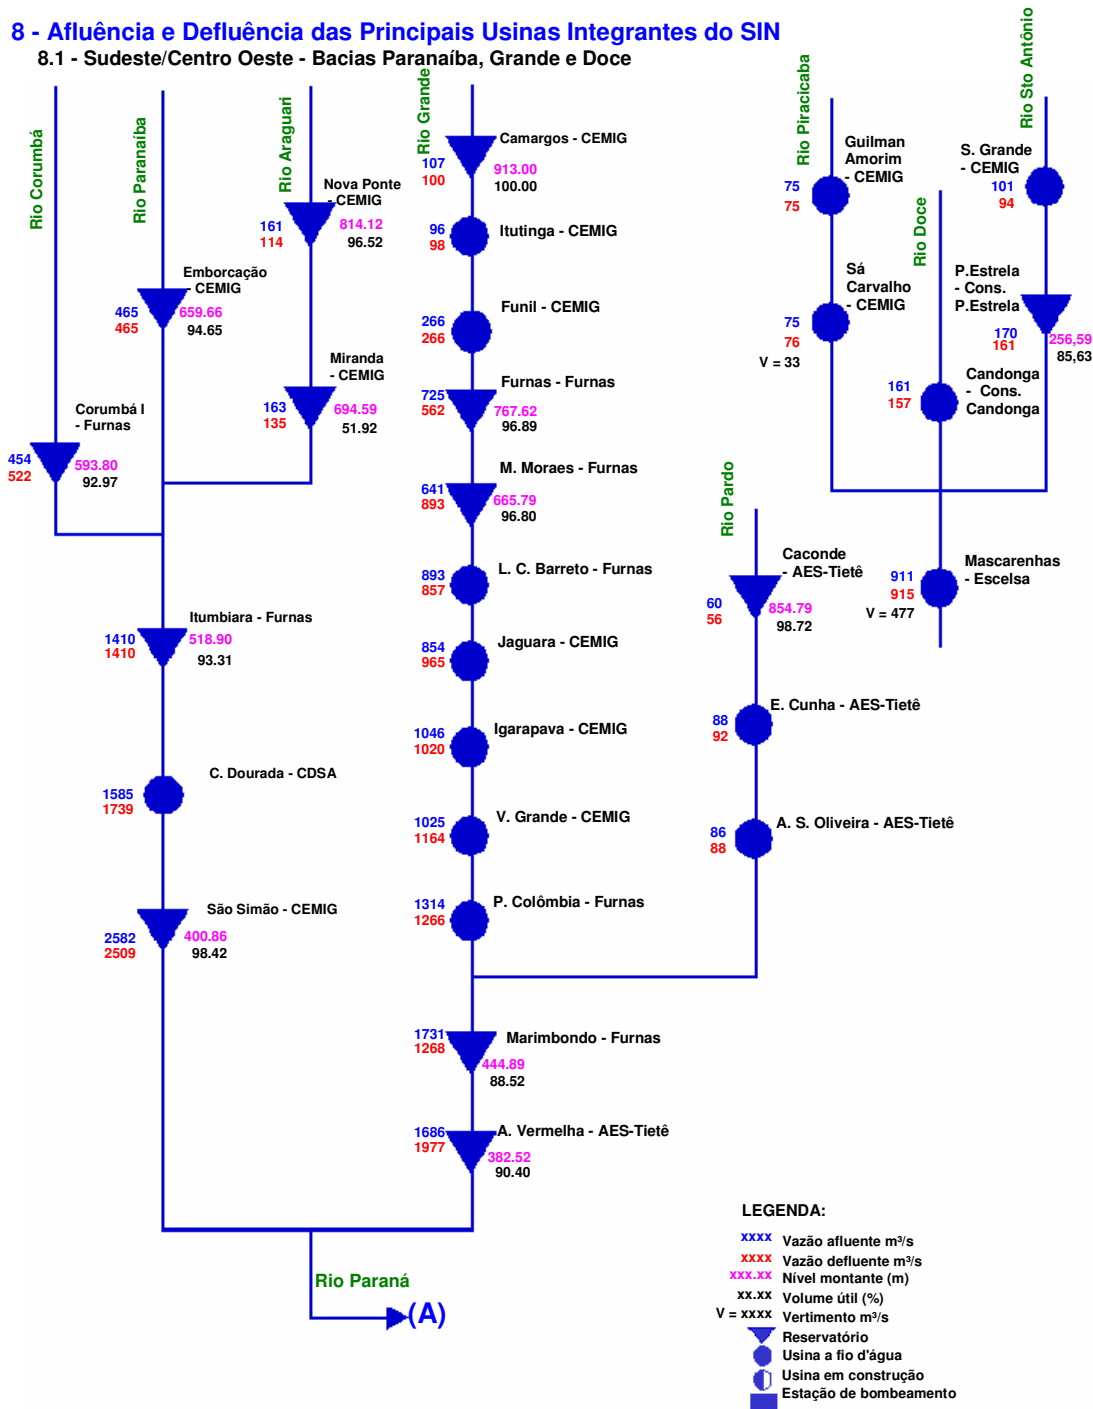 8 - Afluência e Defluência das Principais Usinas Integrantes do SIN
8.1 - Sudeste/Centro Oeste - Bacias Paranaíba, Grande e Doce
Rio Corumbá
Rio Paranaíba
Rio Araguari
Rio Grande
Rio Piracicaba
Rio Doce
Rio Sto Antônio
Rio Pardo
Corumbá I
- Furnas
454
522
593.80
92.97
Emborcação
- CEMIG
465
465
659.66
94.65
Nova Ponte
- CEMIG
161
114
814.12
96.52
Miranda
- CEMIG
163
135
694.59
51.92
Itumbiara - Furnas
1410
1410
518.90
93.31
C. Dourada - CDSA
1585
1739
São Simão - CEMIG
2582
2509
400.86
98.42
Camargos - CEMIG
107
100
913.00
100.00
Itutinga - CEMIG
96
98
Funil - CEMIG
266
266
Furnas - Furnas
725
562
767.62
96.89
M. Moraes - Furnas
641
893
665.79
96.80
L. C. Barreto - Furnas
893
857
Jaguara - CEMIG
854
965
Igarapava - CEMIG
1046
1020
V. Grande - CEMIG
1025
1164
P. Colômbia - Furnas
1314
1266
Marimbondo - Furnas
1731
1268
444.89
88.52
A. Vermelha - AES-Tietê
1686
1977
382.52
90.40
Caconde
- AES-Tietê
60
56
854.79
98.72
E. Cunha - AES-Tietê
88
92
A. S. Oliveira - AES-Tietê
86
88
Guilman
Amorim
- CEMIG
75
75
Sá
Carvalho
- CEMIG
75
76
V = 33
S. Grande
- CEMIG
101
94
P.Estrela
- Cons.
P.Estrela
170
161
256,59
85,63
Candonga
- Cons.
Candonga
161
157
Mascarenhas
- Escelsa
911
915
V = 477
Rio Paraná
(A)
LEGENDA:
xxxx Vazão afluente m³/s
xxxx Vazão defluente m³/s
xxx.xx Nível montante (m)
xx.xx Volume útil (%)
V = xxxx Vertimento m³/s
Reservatório
Usina a fio d'água
Usina em construção
Estação de bombeamento